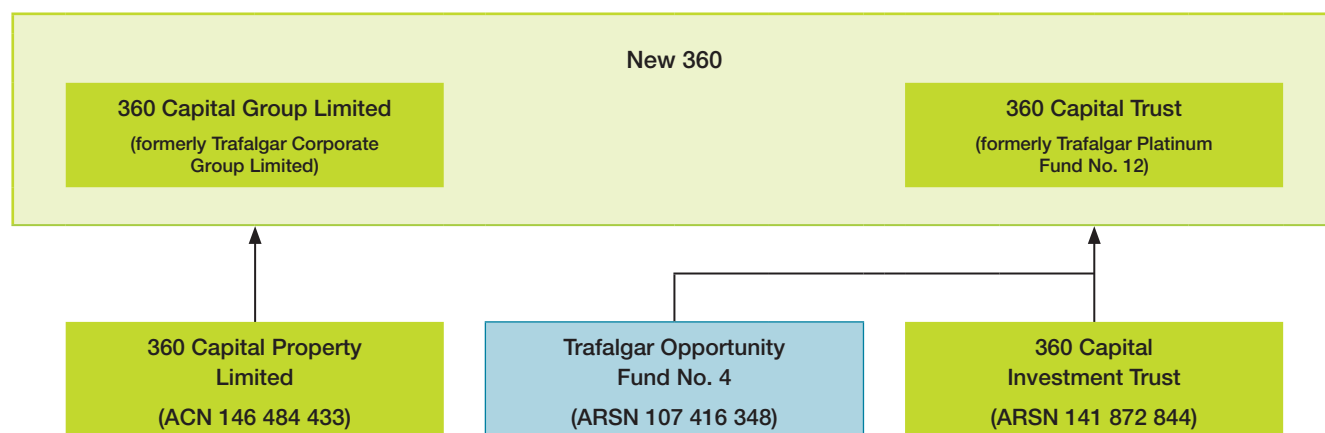 New 360
360 Capital Group Limited
(formerly Trafalgar Corporate
Group Limited)
360 Capital Trust
(formerly Trafalgar Platinum
Fund No. 12)
360 Capital Property
Limited
(ACN 146 484 433)
Trafalgar Opportunity
Fund No. 4
(ARSN 107 416 348)
360 Capital
Investment Trust
(ARSN 141 872 844)